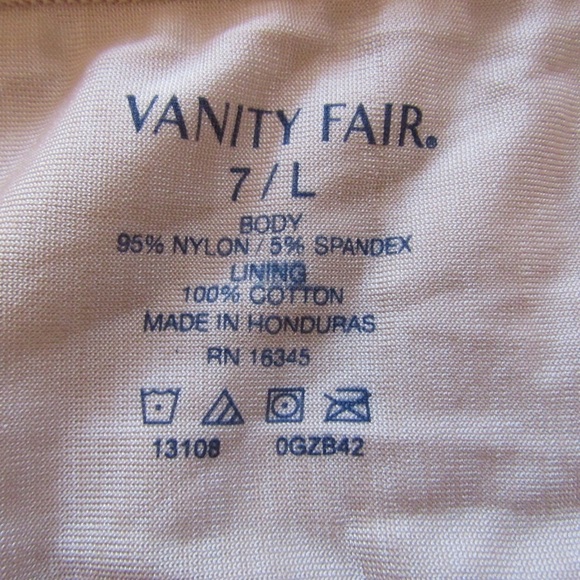 VANITY FAIR®
7/L
BODY
95% NYLON / 5% SPANDEX
LINING
100% COTTON
MADE IN HONDURAS
RN 16345
13108 0GZB42